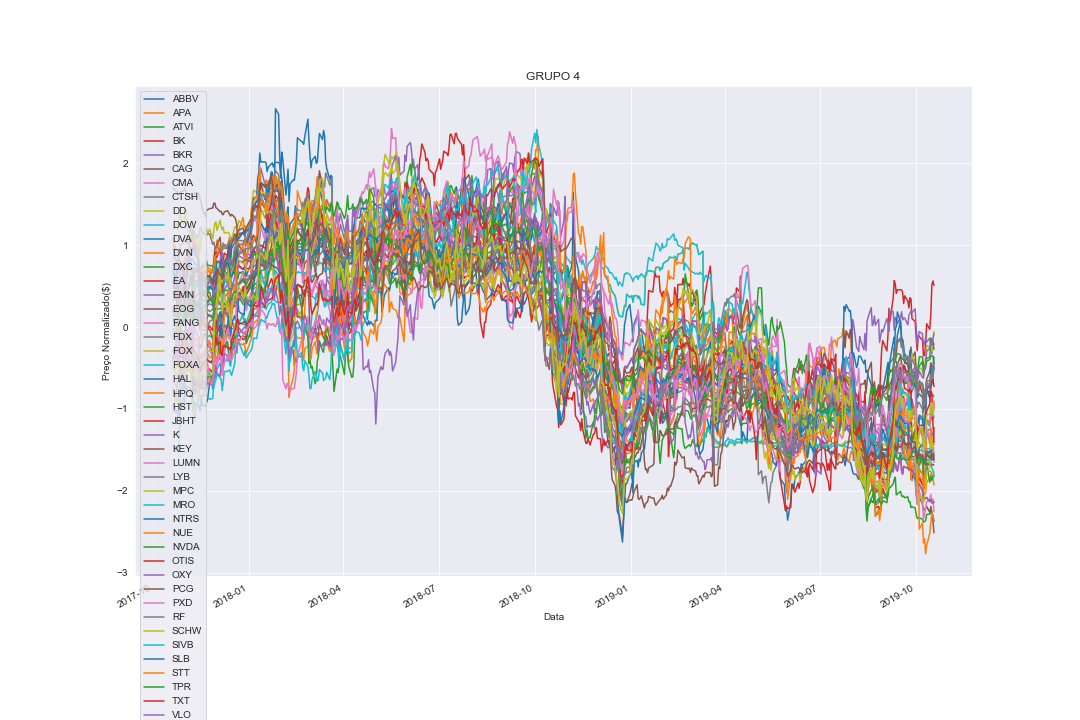 GRUPO 4
Preço Normalizado($)
2
1
0
−1
−2
−3
ABBV
APA
ATVI
BK
BKR
CAG
CMA
CTSH
DD
DOW
DVA
DVN
DXC
EA
EMN
EOG
FANG
FDX
FOX
FOXA
HAL
HPQ
HST
JBHT
K
KEY
LUMN
LYB
MPC
MRO
NTRS
NUE
NVDA
OTIS
OXY
PCG
PXD
RF
SCHW
SIVB
SLB
STT
TPR
TXT
VLO
2017-10
2018-01
2018-04
2018-07
2018-10
2019-01
2019-04
2019-07
2019-10
Data